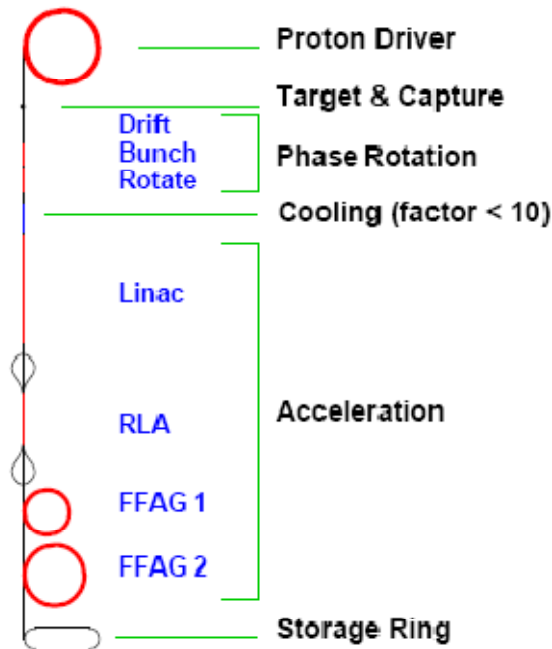 Proton Driver
Target & Capture
Drift
Bunch
Rotate
Phase Rotation
Cooling (factor < 10)
Linac
Acceleration
RLA
FFAG 1
FFAG 2
Storage Ring